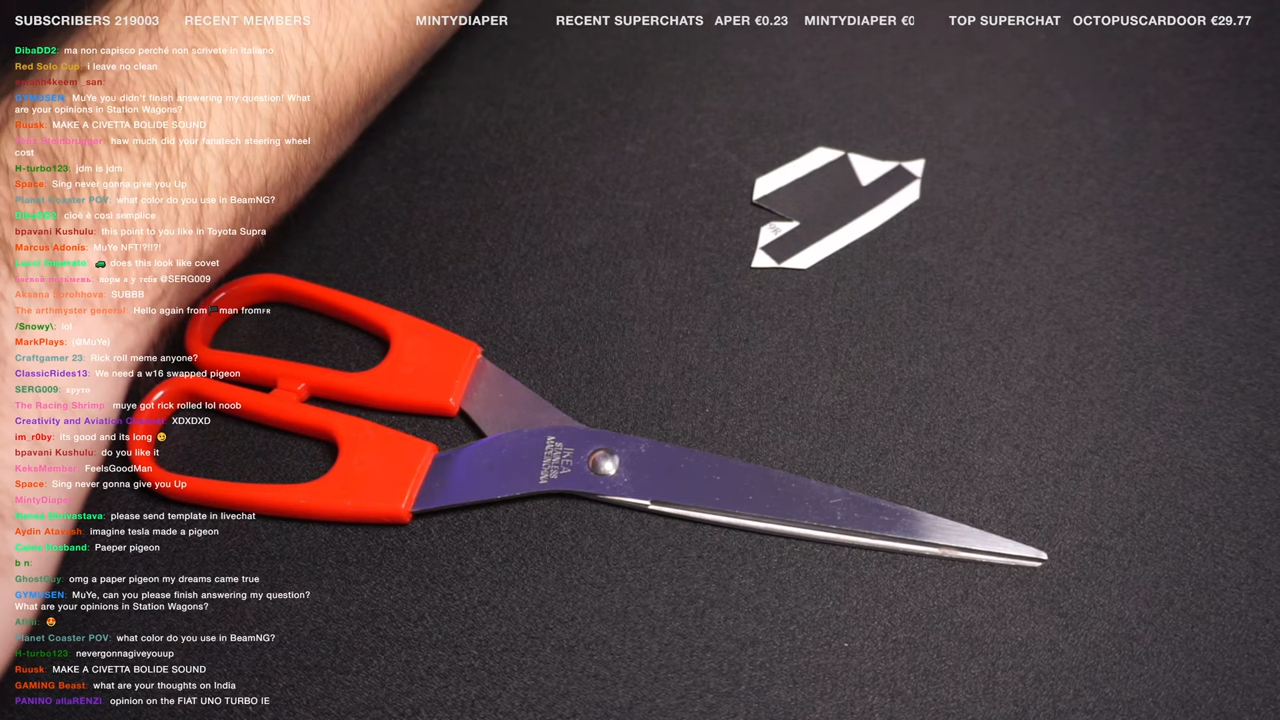 SUBSCRIBERS 219003 RECENT MEMBERS MINTYDIAPER RECENT SUPERCHATS APER €0.23 MINTYDIAPER €0 TOP SUPERCHAT OCTOPUSCARDOOR €29.77
DibaDD2: ma non capisco perché non scrivete in italiano
Red Solo Cup: i leave no clean
GYMUSEN: MuYe you didn't finish answering my question! What
are your opinions in Station Wagons?
Ruusk: MAKE A CIVETTA BOLIDE SOUND
haw much did your fanatech steering wheel
cost
H-turbo123: jdm is jdm
Space: Sing never gonna give you Up
Planet Coaster POV: what color do you use in BeamNG?
DibaDD2: cioè è così semplice
bpavani Kushulu: this point to you like in Toyota Supra
Marcus Adonis: MuYe NFT!?!!?!
does this look like covet
норм а у тебя @SERG009
Aksana Dorohhova: SUBBB
The arthmyster general: Hello again from man from FR
/Snowy\: lol
MarkPlays: (@MuYe)
Craftgamer 23: Rick roll meme anyone?
ClassicRides13: We need a w16 swapped pigeon
SERG009: круто
The Racing Shrimp: muye got rick rolled lol noob
Creativity and Aviation XDXDXD
im_r0by: its good and its long 😏
bpavani Kushulu: do you like it
KeksMember: FeelsGoodMan
Space: Sing never gonna give you Up
MintyDiaper:
Shrivastava: please send template in livechat
Aydin Atavash: imagine tesla made a pigeon
Husband: Paeper pigeon
b n:
GhostGuy: omg a paper pigeon my dreams came true
GYMUSEN: MuYe, can you please finish answering my question?
What are your opinions in Station Wagons?
😍
Planet Coaster POV: what color do you use in BeamNG?
H-turbo123: nevergonnagiveyouup
Ruusk: MAKE A CIVETTA BOLIDE SOUND
GAMING Beast: what are your thoughts on India
PANINO allaRENZI: opinion on the FIAT UNO TURBO IE
OR
IKEA
STAINLESS